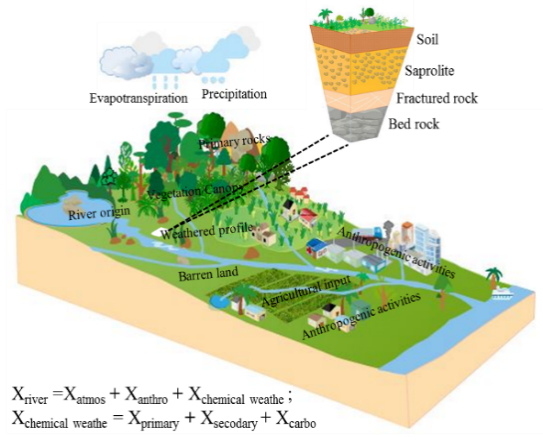 Soil
Saprolite
Fractured rock
Bed rock
Evapotranspiration
Precipitation
Primary rocks
Vegetation Canopy
River origin
Weathered profile
Anthropogenic activities
Barren land
Agricultural input
Anthropogenic activities
Xriver =Xatmos + Xanthro + Xchemical weathe ;
Xchemical weathe = Xprimary + Xsecodary + Xcarbo